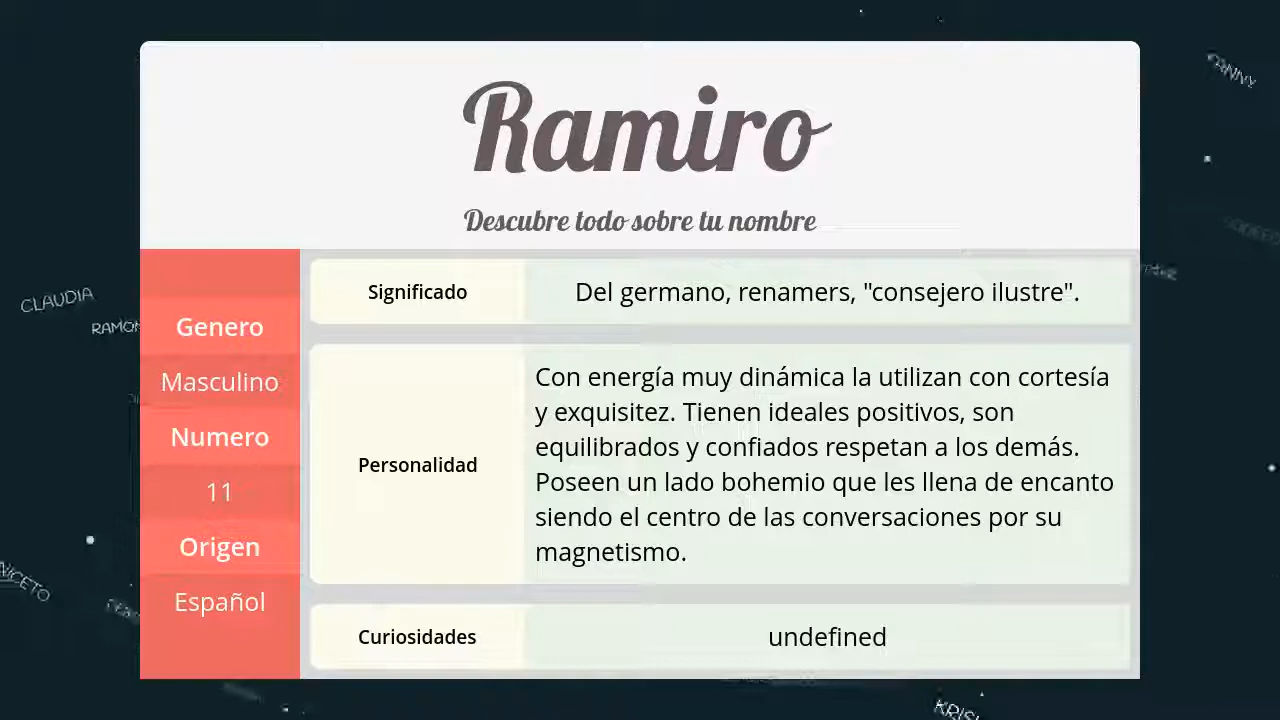 Ramiro
Descubre todo sobre tu nombre
Genero
Masculino
Numero
11
Origen
Español
Significado
Del germano, renamers, "consejero ilustre".
Personalidad
Con energía muy dinámica la utilizan con cortesía
y exquisitez. Tienen ideales positivos, son
equilibrados y confiados respetan a los demás.
Poseen un lado bohemio que les llena de encanto
siendo el centro de las conversaciones por su
magnetismo.
Curiosidades
undefined
CLAUDIA